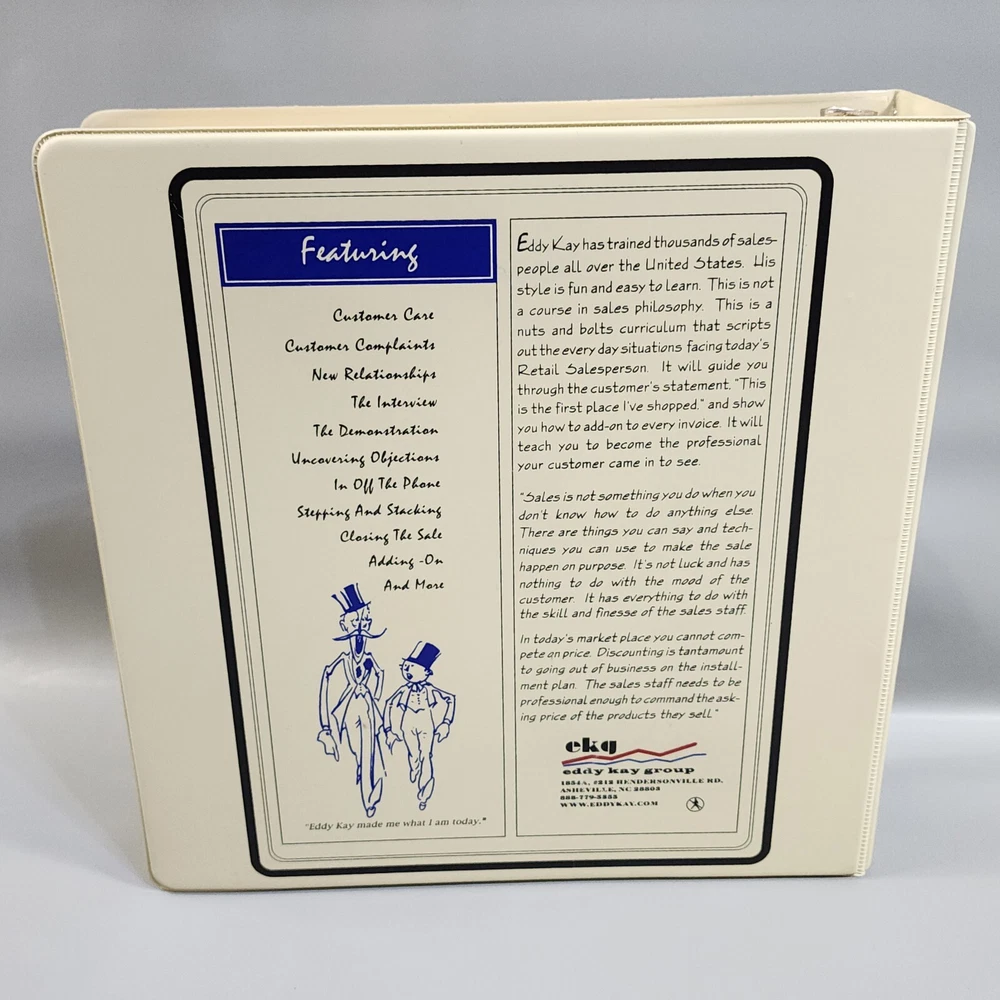 Featuring
Customer Care
Customer Complaints
New Relationships
The Interview
The Demonstration
Uncovering Objections
In Off The Phone
Stepping And Stacking
Closing The Sale
Adding -On
And More
"Eddy Kay made me what I am today."
Eddy Kay has trained thousands of sales-
people all over the United States. His
style is fun and easy to learn. This is not
a course in sales philosophy. This is a
nuts and bolts curriculum that scripts
out the every day situations facing today's
Retail Salesperson. It will guide you
through the customer's statement, "This
is the first place I've shopped." and show
you how to add-on to every invoice. It will
teach you to become the professional
your customer came in to see.
"Sales is not something you do when you
don't know how to do anything else.
There are things you can say and tech-
niques you can use to make the sale
happen on purpose. It's not luck and has
nothing to do with the mood of the
customer. It has everything to do with
the skill and finesse of the sales staff.
In today's market place you cannot com-
pete on price. Discounting is tantamount
to going out of business on the install-
ment plan. The sales staff needs to be
professional enough to command the ask-
ing price of the products they sell."
ekg
eddy kay group
1854A, #212 HENDERSONVILLE RD.
ASHEVILLE, NC 28803
WWW.EDDYKAY.COM